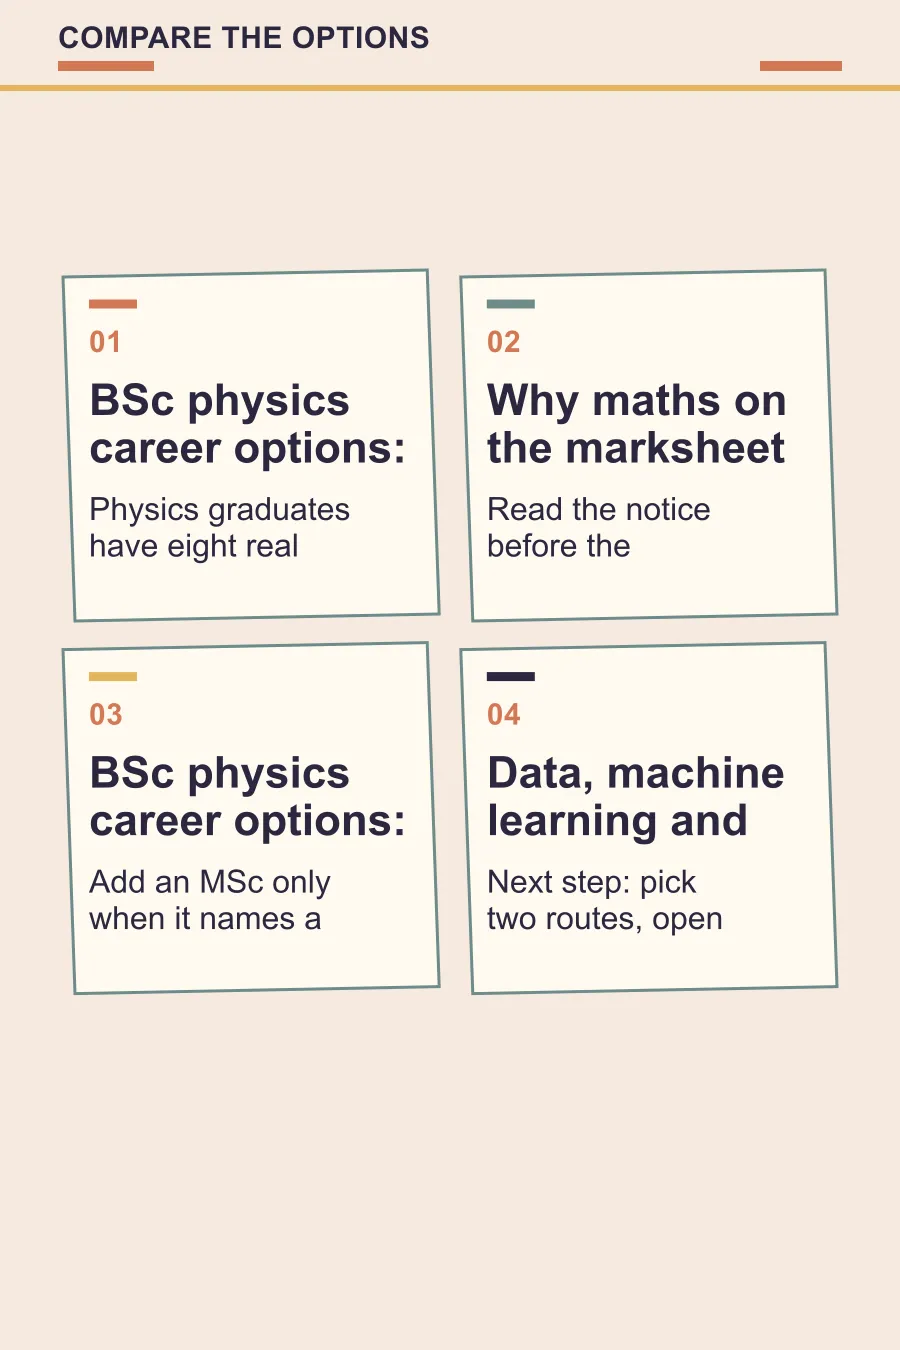 COMPARE THE OPTIONS
01
BSc physics
career options:
Physics graduates
have eight real
02
Why maths on
the marksheet
Read the notice
before the
03
BSc physics
career options:
Add an MSc only
when it names a
04
Data, machine
learning and
Next step: pick
two routes, open